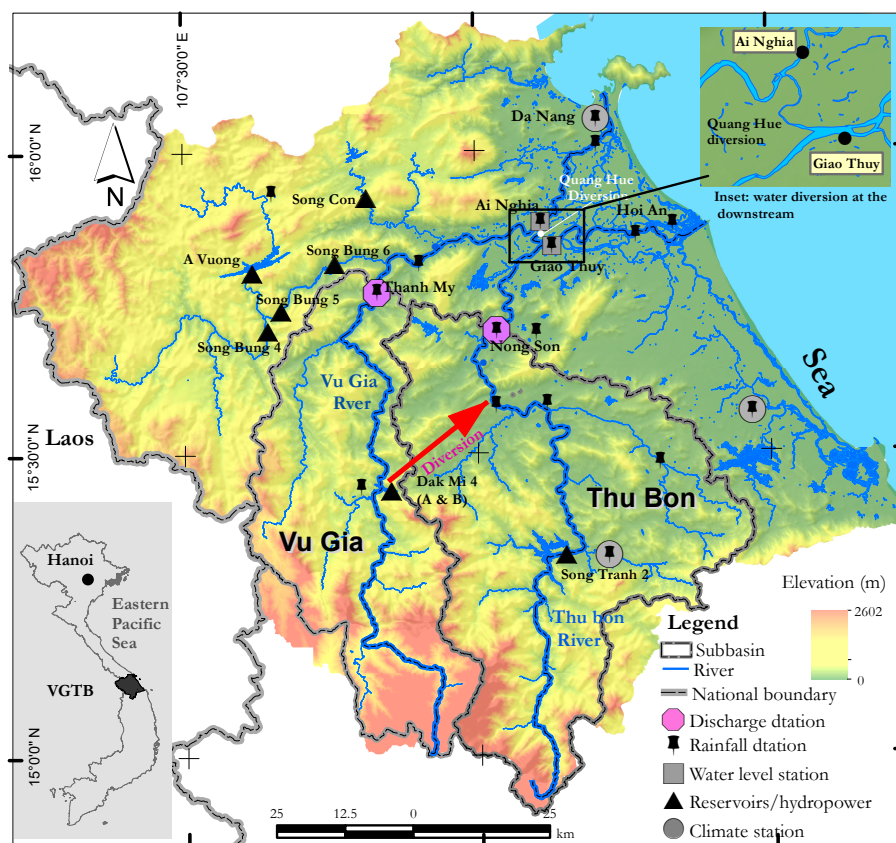 107°30'0" E
16°0'0" N
15°30'0" N
15°0'0" N
N
Ai Nghia
Quang Hue
diversion
Giao Thuy
Inset: water diversion at the
downstream
Da Nang
Quang Hue
Diversion
Ai Nghia
Hoi An
Giao Thuy
Song Con
Song Bung 6
A Vuong
Song Bung 5
Song Bung 4
Thanh My
Nong Son
Vu Gia
Rver
Diversion
Dak Mi 4
(A & B)
Sea
Laos
Vu Gia
Thu Bon
Song Tranh 2
Thu bon
River
Hanoi
Eastern
Pacific
Sea
VGTB
Elevation (m)
2602
0
Legend
Subbasin
River
National boundary
Discharge dtation
Rainfall dtation
Water level station
Reservoirs/hydropower
Climate station
25 12.5 0 25
km